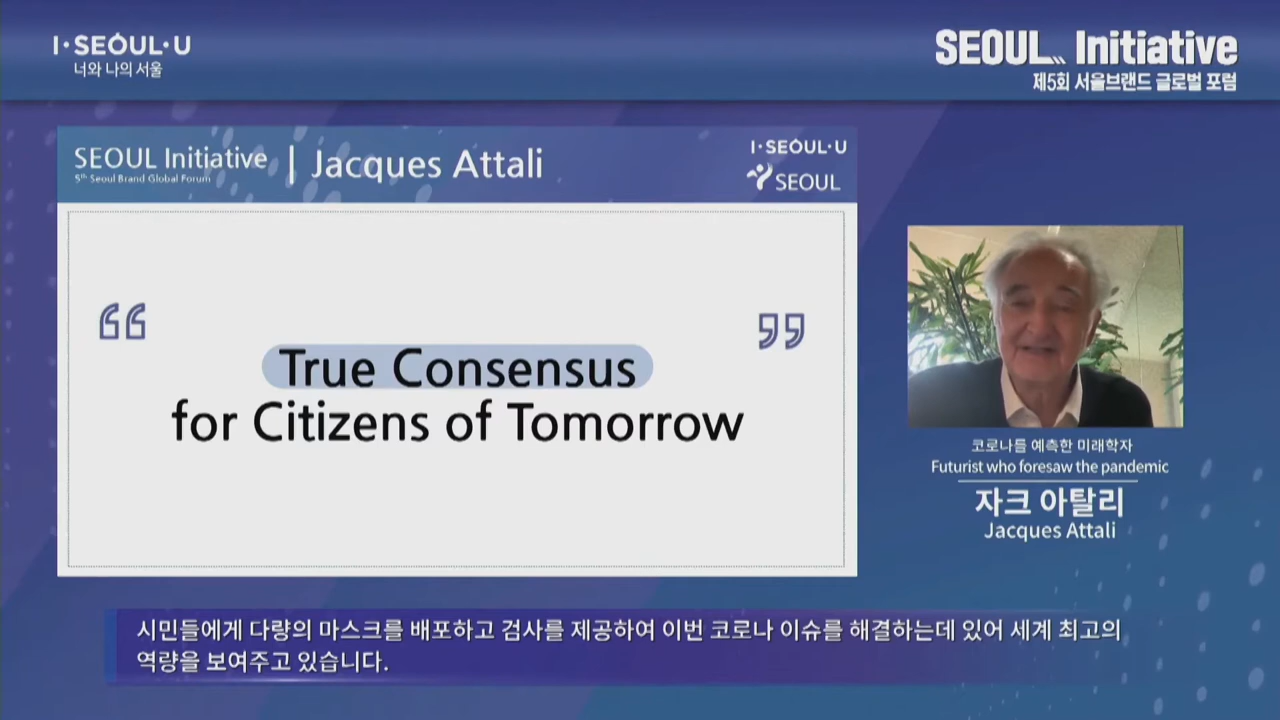 I·SEOUL·U
너와 나의 서울
SEOUL Initiative
제5회 서울브랜드 글로벌 포럼
SEOUL Initiative | Jacques Attali
5th Seoul Brand Global Forum
I·SEOUL·U
SEOUL
“
”
True Consensus
for Citizens of Tomorrow
코로나를 예측한 미래학자
Futurist who foresaw the pandemic
자크 아탈리
Jacques Attali
시민들에게 다량의 마스크를 배포하고 검사를 제공하여 이번 코로나 이슈를 해결하는데 있어 세계 최고의
역량을 보여주고 있습니다.